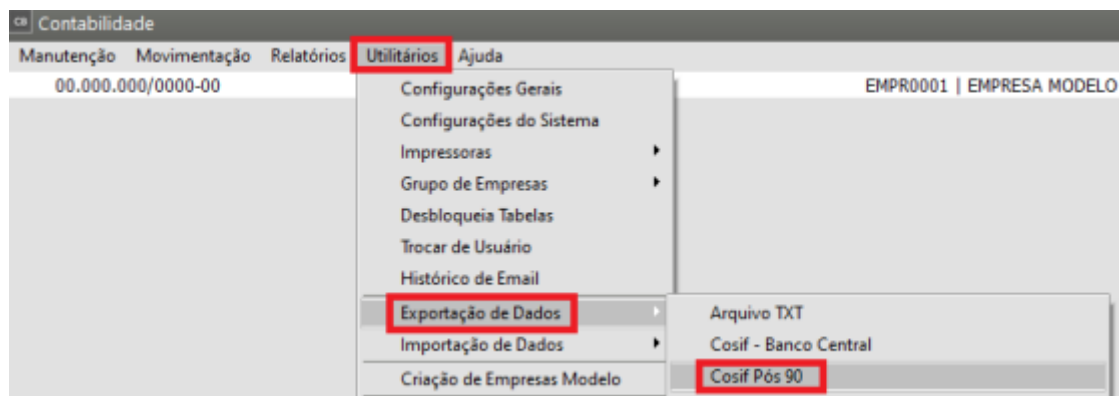 CB Contabilidade
Manutenção Movimentação Relatórios Utilitários Ajuda
00.000.000/0000-00 EMPR0001 | EMPRESA MODELO
Configurações Gerais
Configurações do Sistema
Impressoras
Grupo de Empresas
Desbloqueia Tabelas
Trocar de Usuário
Histórico de Email
Exportação de Dados
Importação de Dados
Criação de Empresas Modelo
Arquivo TXT
Cosif - Banco Central
Cosif Pós 90